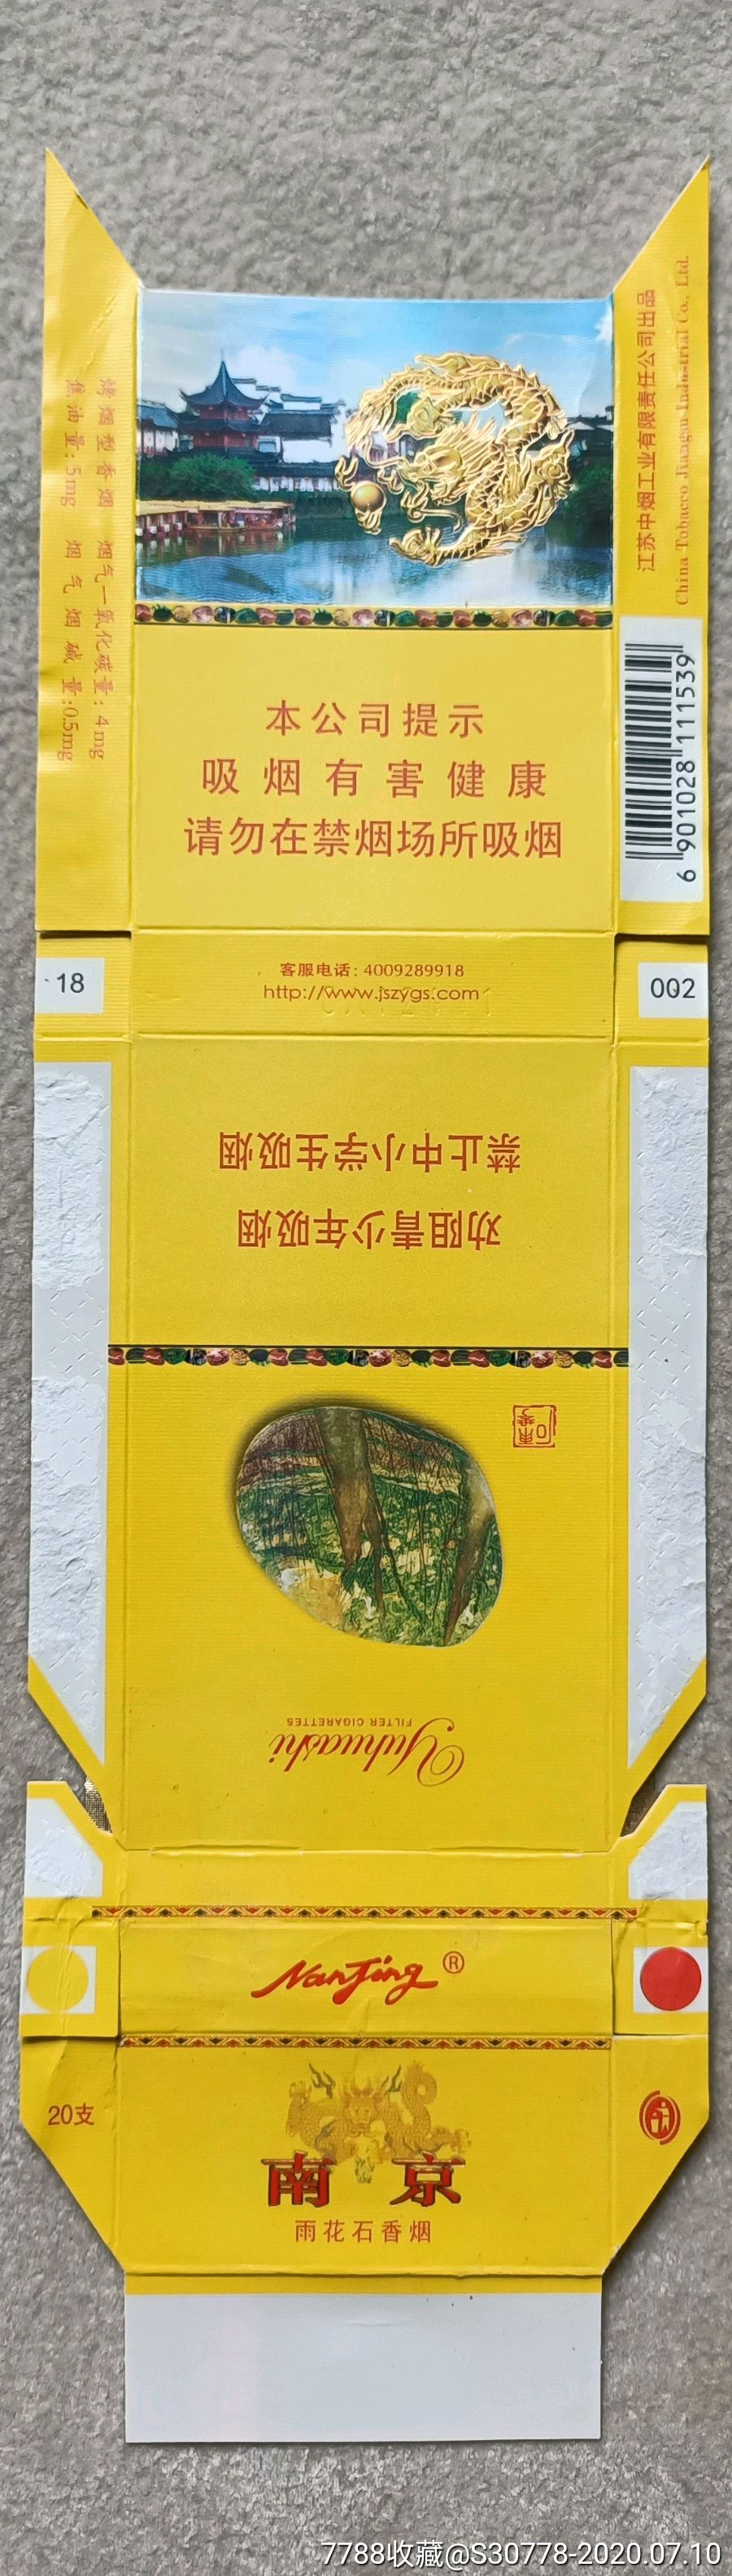 江苏中烟工业有限责任公司出品
China Tobacco Jiangsu Industrial Co., Ltd.
烤烟型香烟 烟气一氧化碳量：4mg
焦油量：5mg 烟气烟碱量：0.5mg
本公司提示
吸烟有害健康
请勿在禁烟场所吸烟
6 901028 111539
客服电话：4009289918
http://www.jszygs.com
18
002
劝阻青少年吸烟
禁止中小学生吸烟
雨花石
Yuhuashi
FILTER CIGARETTES
NanJing®
20支
南京
雨花石香烟
7788收藏@S30778-2020.07.10